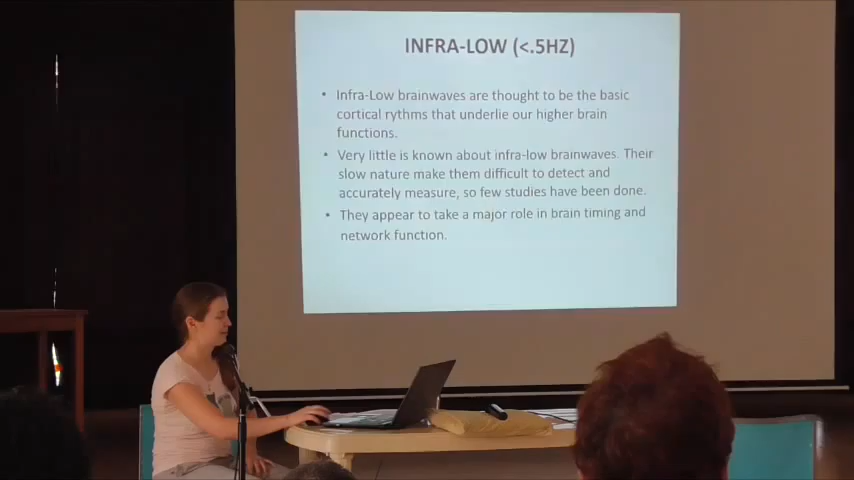 INFRA-LOW (<.5HZ)
• Infra-Low brainwaves are thought to be the basic
cortical rythms that underlie our higher brain
functions.
• Very little is known about infra-low brainwaves. Their
slow nature make them difficult to detect and
accurately measure, so few studies have been done.
• They appear to take a major role in brain timing and
network function.